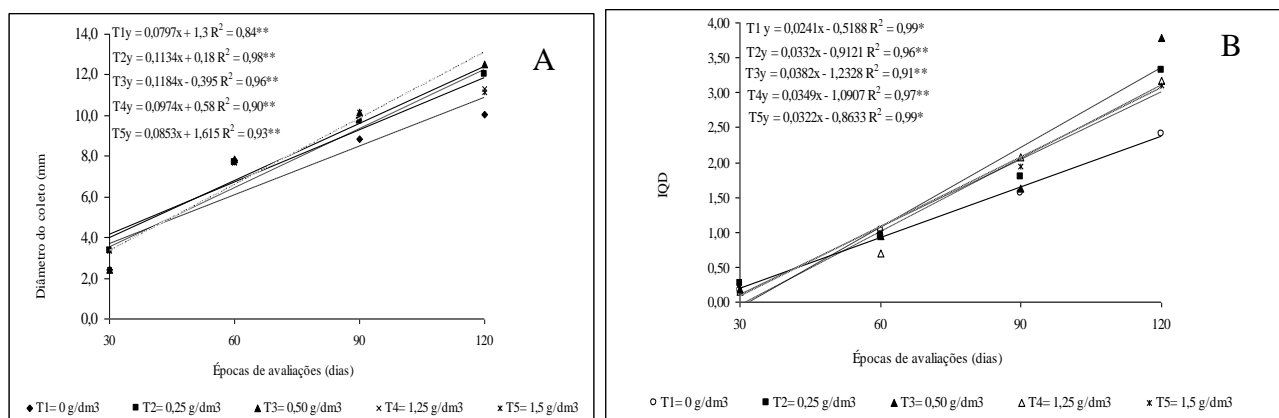 T1y = 0,0797x + 1,3 R² = 0,84**
T2y = 0,1134x + 0,18 R² = 0,98**
T3y = 0,1184x - 0,395 R² = 0,96**
T4y = 0,0974x + 0,58 R² = 0,90**
T5y = 0,0853x + 1,615 R² = 0,93**
A
14,0
12,0
10,0
8,0
6,0
4,0
2,0
0,0
Diâmetro do coleto (mm
30 60 90 120
Épocas de avaliações (dias)
T1= 0 g/dm3 T2= 0,25 g/dm3 T3= 0,50 g/dm3 T4= 1,25 g/dm3 T5= 1,5 g/dm3
T1 y = 0,0241x - 0,5188 R² = 0,99*
T2y = 0,0332x - 0,9121 R² = 0,96**
T3y = 0,0382x - 1,2328 R² = 0,91**
T4y = 0,0349x - 1,0907 R² = 0,97**
T5y = 0,0322x - 0,8633 R² = 0,99*
B
4,00
3,50
3,00
2,50
2,00
1,50
1,00
0,50
0,00
IQD
30 60 90 120
Épocas de avaliações (dias)
T1= 0 g/dm3 T2= 0,25 g/dm3 T3= 0,50 g/dm3 T4= 1,25 g/dm3 T5= 1,5 g/dm3